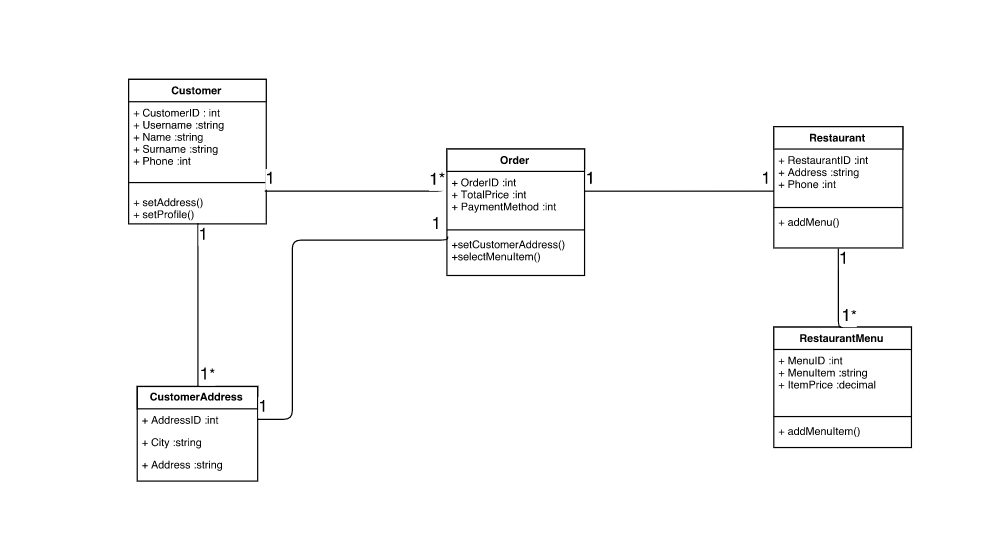 Customer
+ CustomerID : int
+ Username :string
+ Name :string
+ Surname :string
+ Phone :int
+ setAddress()
+ setProfile()
1
1*
1
1*
CustomerAddress
+ AddressID :int
+ City :string
+ Address :string
1
1
Order
+ OrderID :int
+ TotalPrice :int
+ PaymentMethod :int
+setCustomerAddress()
+selectMenuItem()
1
1
Restaurant
+ RestaurantID :int
+ Address :string
+ Phone :int
+ addMenu()
1
1*
RestaurantMenu
+ MenuID :int
+ MenuItem :string
+ ItemPrice :decimal
+ addMenuItem()